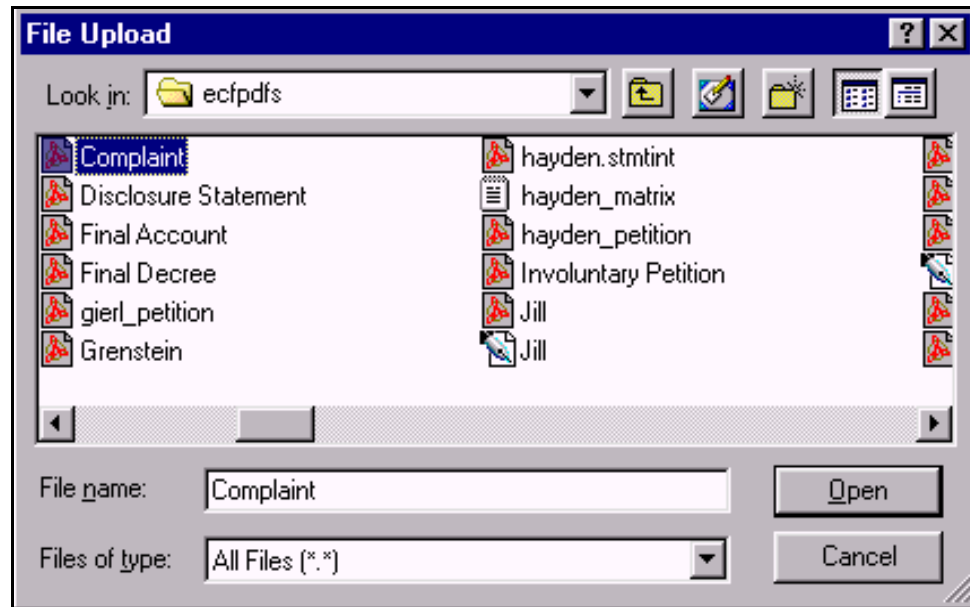 File Upload
Look in: ecfpdfs
Complaint
Disclosure Statement
Final Account
Final Decree
gierl_petition
Grenstein
hayden.stmtint
hayden_matrix
hayden_petition
Involuntary Petition
Jill
Jill
File name: Complaint
Open
Files of type: All Files (*.*)
Cancel